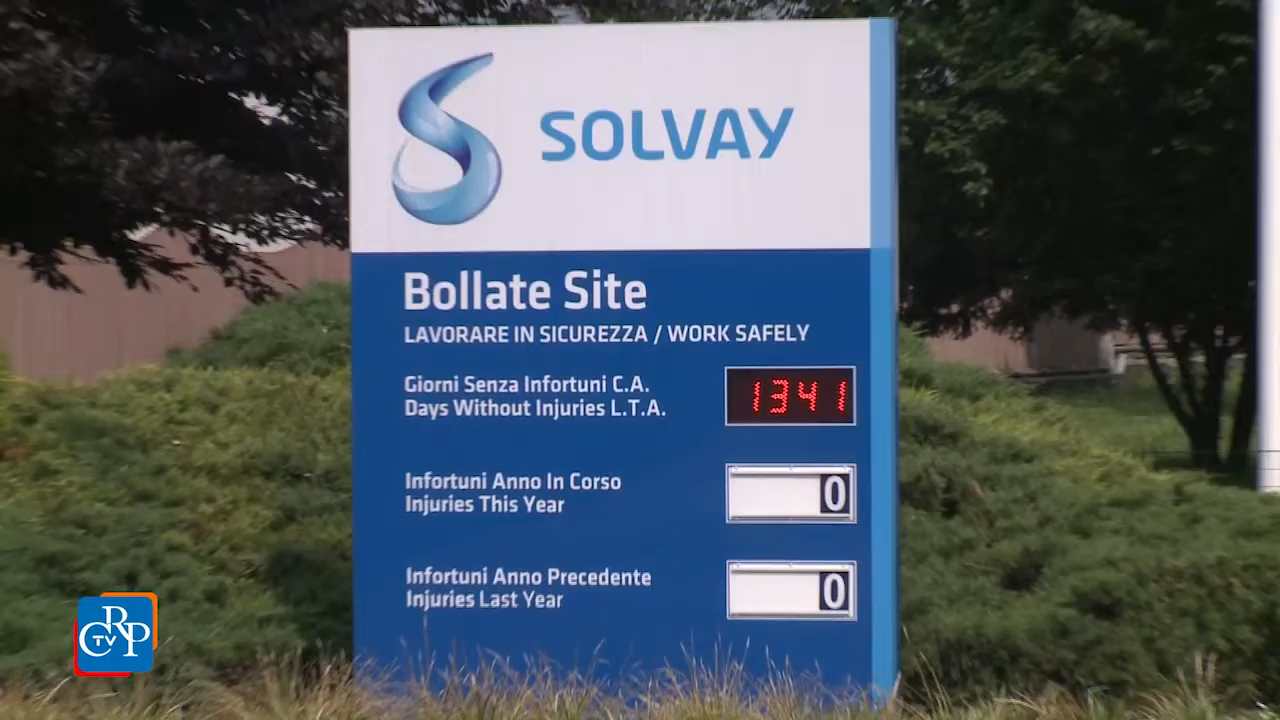 SOLVAY
Bollate Site
LAVORARE IN SICUREZZA / WORK SAFELY
Giorni Senza Infortuni C.A.
Days Without Injuries L.T.A.
1341
Infortuni Anno In Corso
Injuries This Year
0
Infortuni Anno Precedente
Injuries Last Year
0
CRP
TV